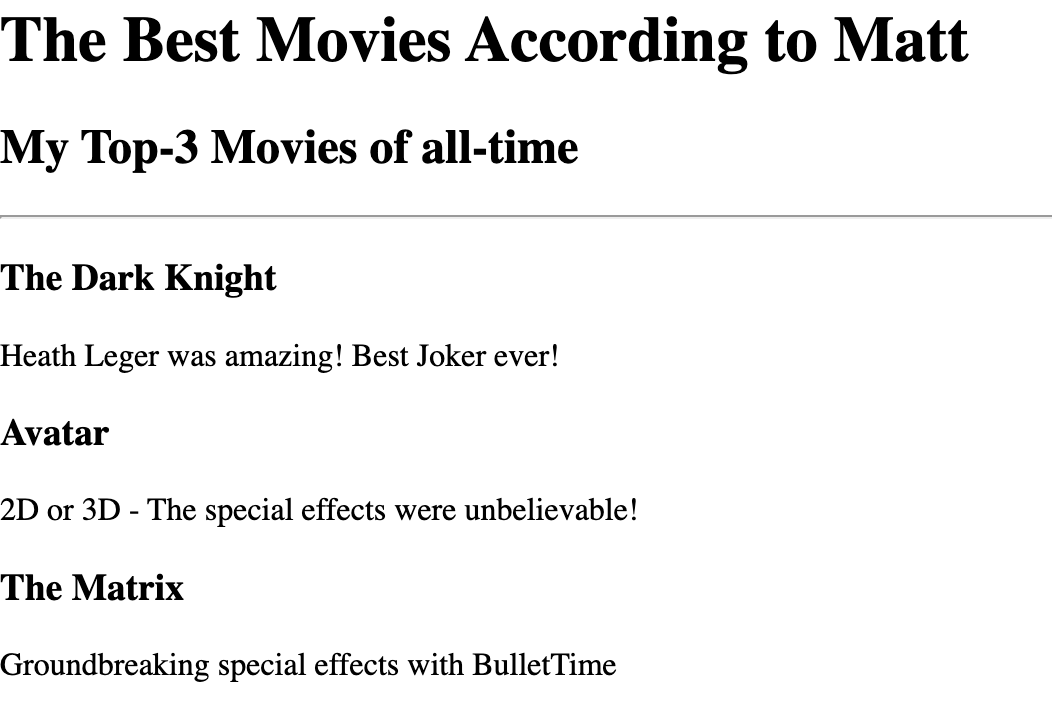 The Best Movies According to Matt
My Top-3 Movies of all-time
The Dark Knight
Heath Leger was amazing! Best Joker ever!
Avatar
2D or 3D - The special effects were unbelievable!
The Matrix
Groundbreaking special effects with BulletTime